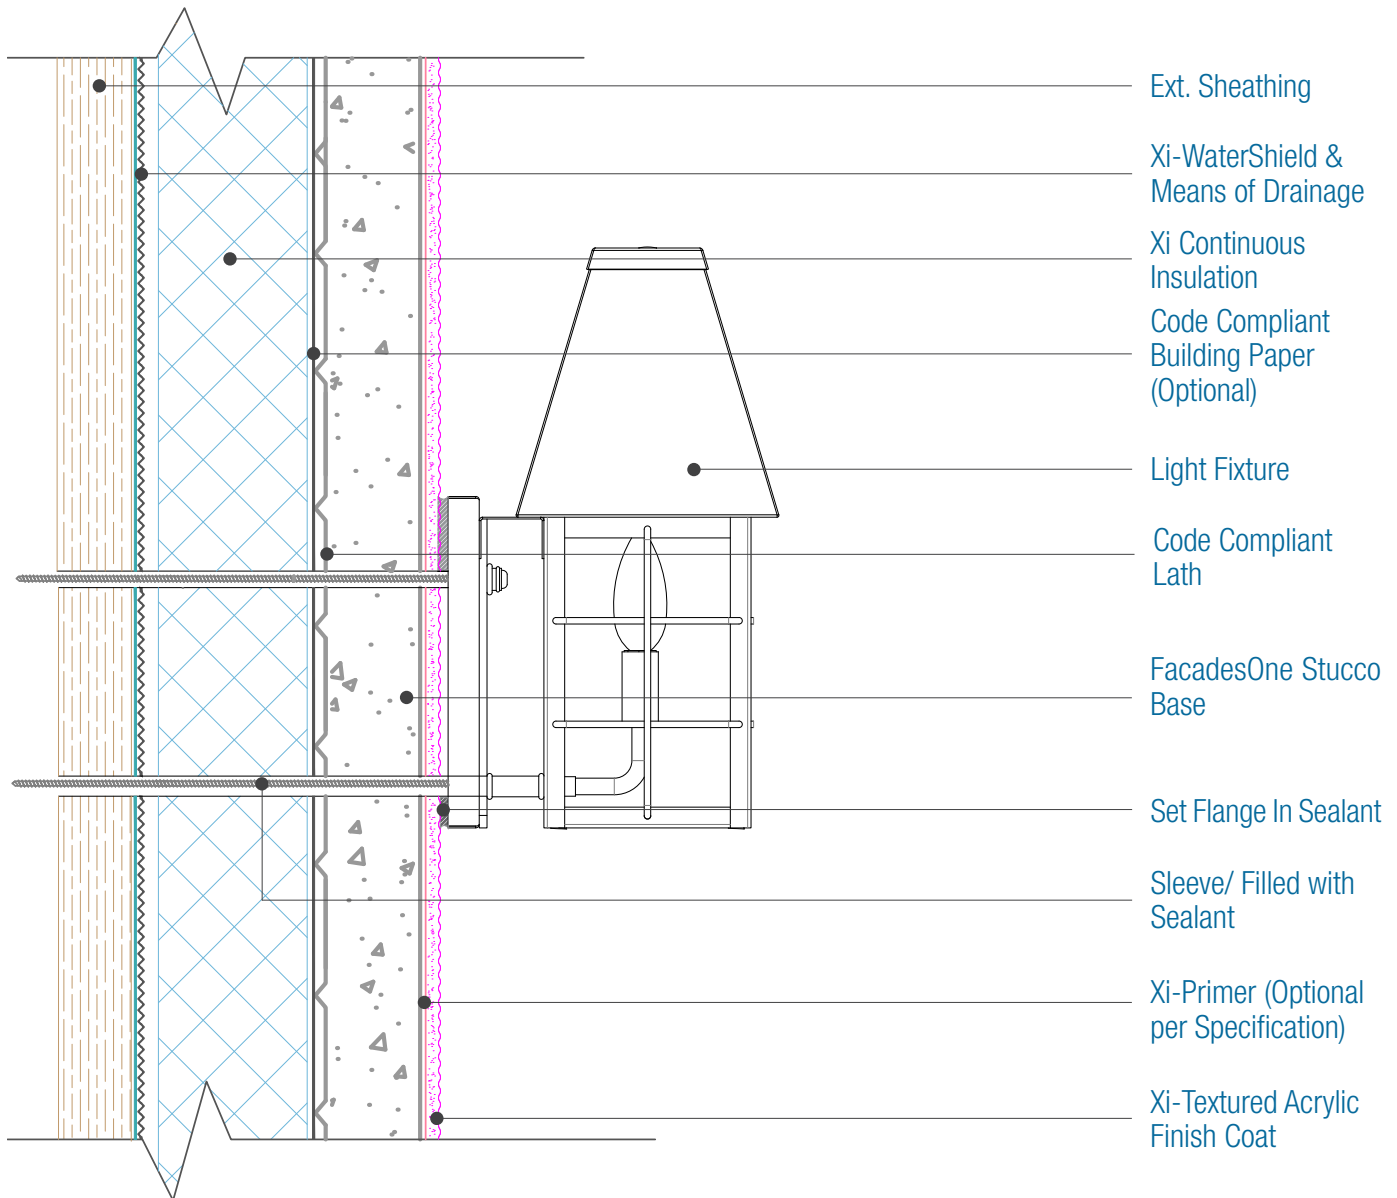 Ext. Sheathing
Xi-WaterShield &
Means of Drainage
Xi Continuous
Insulation
Code Compliant
Building Paper
(Optional)
Light Fixture
Code Compliant
Lath
FacadesOne Stucco
Base
Set Flange In Sealant
Sleeve/ Filled with
Sealant
Xi-Primer (Optional
per Specification)
Xi-Textured Acrylic
Finish Coat